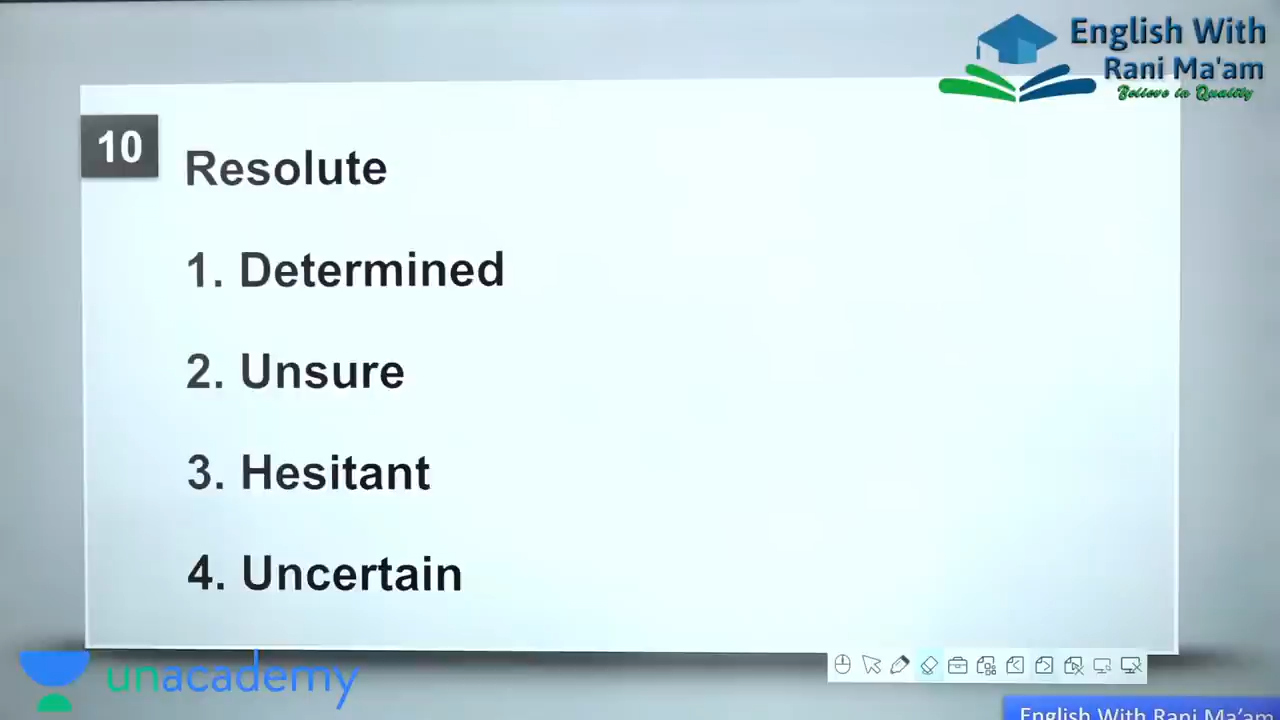 English With
Rani Ma'am
Believe in Quality
10
Resolute
1. Determined
2. Unsure
3. Hesitant
4. Uncertain
unacademy
English With Rani Ma'am